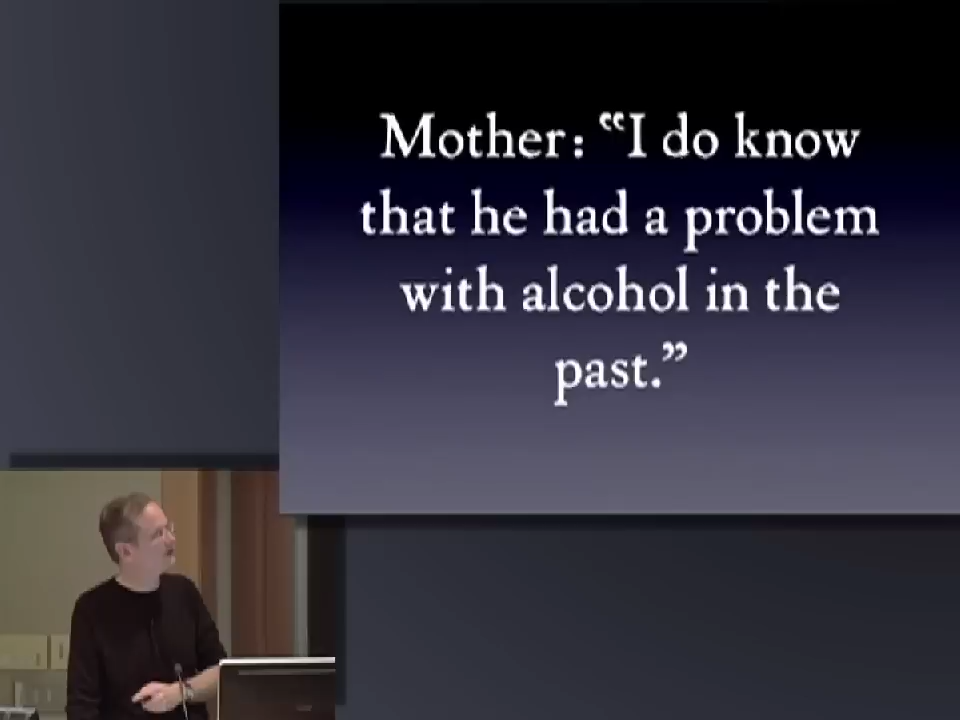 Mother: “I do know
that he had a problem
with alcohol in the
past.”